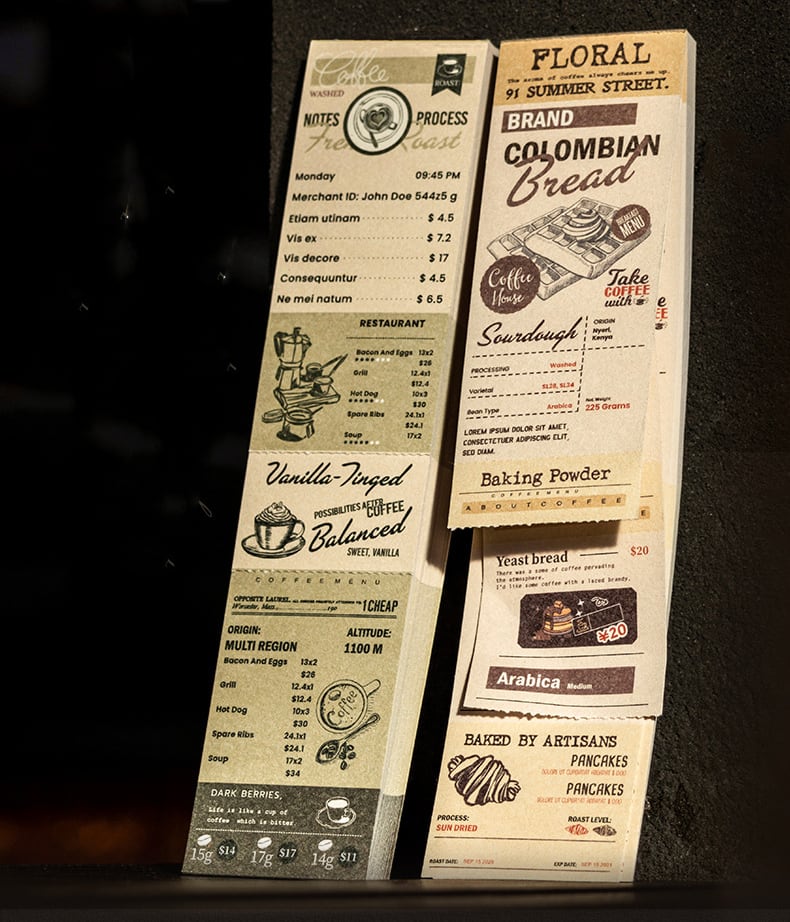 Coffee
WASHED
ROAST
NOTES
PROCESS
Monday 09:45 PM
Merchant ID: John Doe 544z5 g
Etiam utinam $ 4.5
Vis ex $ 7.2
Vis decore $ 17
Consequuntur $ 4.5
Ne mei natum $ 6.5
RESTAURANT
Bacon And Eggs 13x2
$26
Grill 12.4x1
$12.4
Hot Dog 10x3
$30
Spare Ribs 24.1x1
$24.1
Soup 17x2
Vanilla-Tinged
POSSIBILITIES AFTER
COFFEE
Balanced
SWEET, VANILLA
COFFEE MENU
OPPOSITE LAUREL.
Worcester, Mass. 190
1 CHEAP
ORIGIN:
MULTI REGION
ALTITUDE:
1100 M
Bacon And Eggs 13x2
$26
Grill 12.4x1
$12.4
Hot Dog 10x3
$30
Spare Ribs 24.1x1
$24.1
Soup 17x2
$34
Coffee
DARK BERRIES,
Life is like a cup of
coffee which is bitter
15g $14 17g $17 14g $11
FLORAL
The aroma of coffee always cheers me up.
91 SUMMER STREET.
BRAND
COLOMBIAN
Bread
BREAKFAST
MENU
Coffee
House
Take
COFFEE
with
Sourdough
ORIGIN
Nyeri,
Kenya
PROCESSING Washed
Varietal SL28, SL34
Bean Type Arabica
Net. Weight
225 Grams
LOREM IPSUM DOLOR SIT AMET,
CONSECTETUER ADIPISCING ELIT,
SED DIAM.
Baking Powder
COFFEE MENU
ABOUTCOFFEE
Yeast bread $20
There was a some of coffee pervading
the atmosphere.
I'd like some coffee with a laced brandy.
¥20
Arabica Medium
BAKED BY ARTISANS
PANCAKES
PANCAKES
PROCESS:
SUN DRIED
ROAST LEVEL:
ROAST DATE:
EXP DATE: